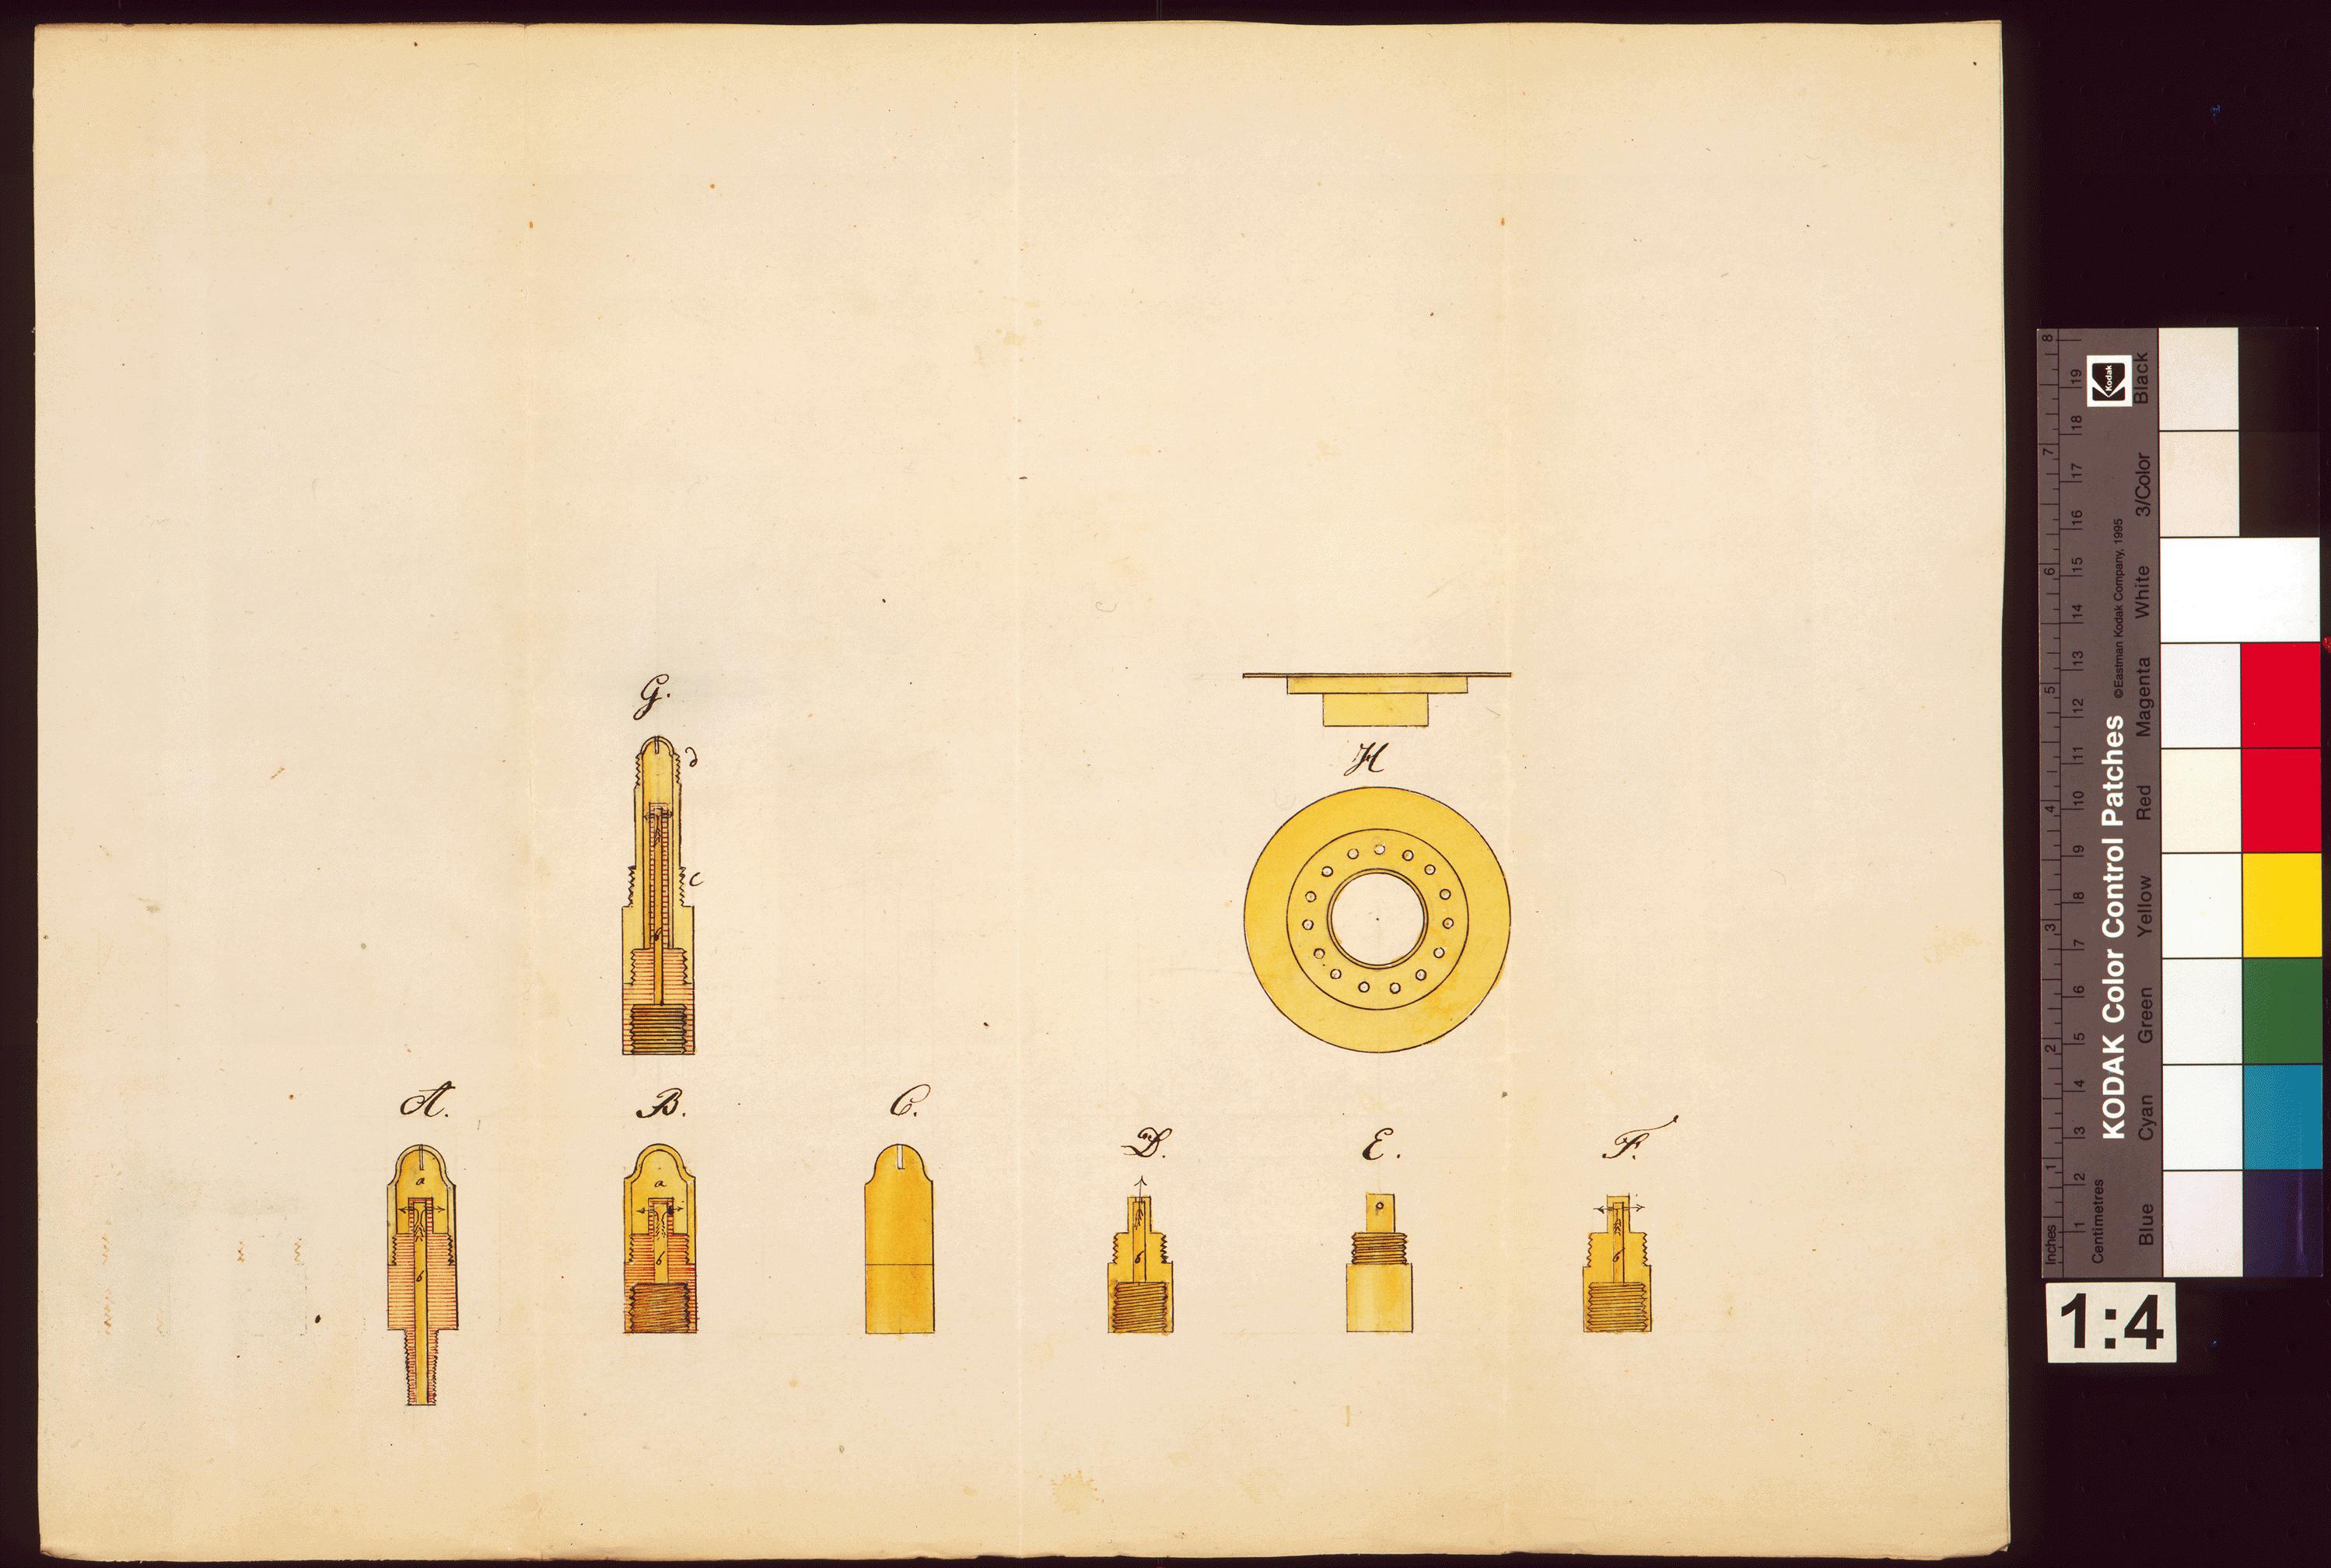 G.
d
c
b
H
A.
a
b
B.
a
b
C.
D.
b
E.
F.
b
8 7 6 5 4 3 2 1 Inches
19 18 17 16 15 14 13 12 11 10 9 8 7 6 5 4 3 2 1 Centimetres
Kodak
KODAK Color Control Patches © Eastman Kodak Company, 1995
Blue Cyan Green Yellow Red Magenta White 3/Color Black
1:4